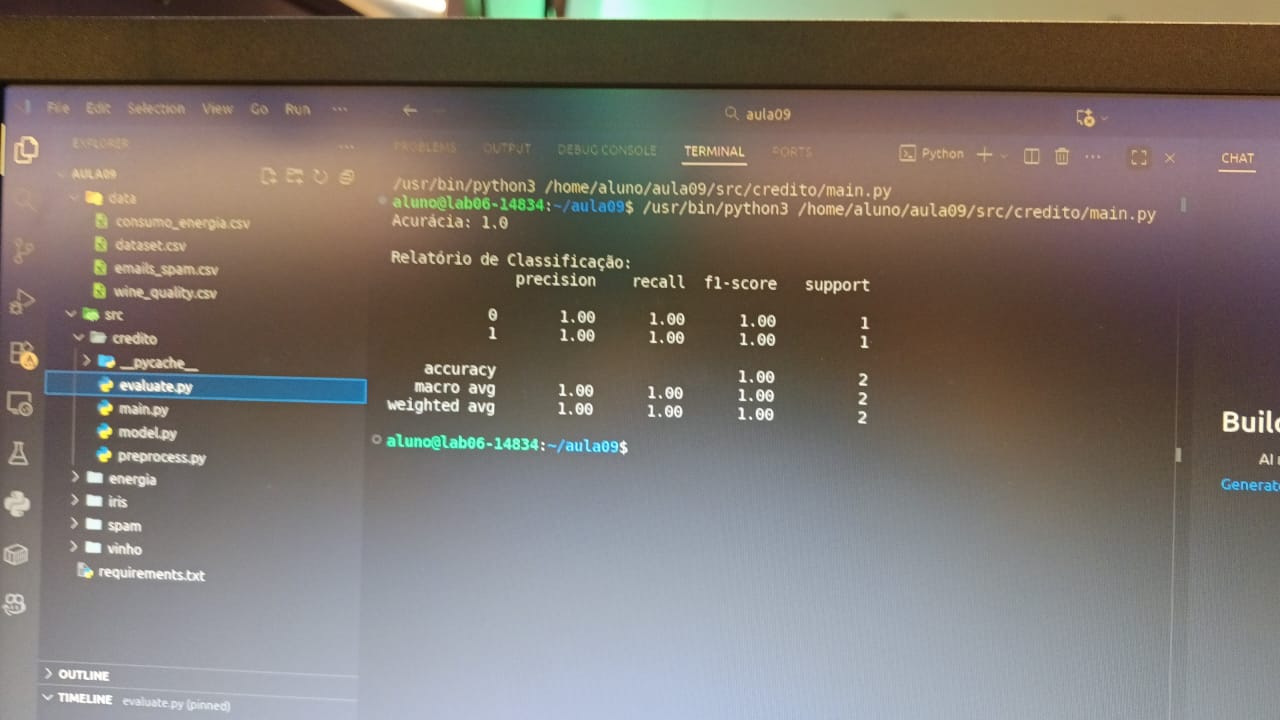 File Edit Selection View Go Run ... aula09
EXPLORER ...
AULA09
data
consumo_energia.csv
dataset.csv
emails_spam.csv
wine_quality.csv
src
credito
__pycache__
evaluate.py
main.py
model.py
preprocess.py
energia
iris
spam
vinho
requirements.txt
OUTLINE
TIMELINE evaluate.py (pinned)
PROBLEMS OUTPUT DEBUG CONSOLE TERMINAL PORTS Python ...
/usr/bin/python3 /home/aluno/aula09/src/credito/main.py
aluno@lab06-14834:~/aula09$ /usr/bin/python3 /home/aluno/aula09/src/credito/main.py
Acurácia: 1.0
Relatório de Classificação:
precision recall f1-score support
0 1.00 1.00 1.00 1
1 1.00 1.00 1.00 1
accuracy 1.00 2
macro avg 1.00 1.00 1.00 2
weighted avg 1.00 1.00 1.00 2
aluno@lab06-14834:~/aula09$
CHAT
AI
Generat